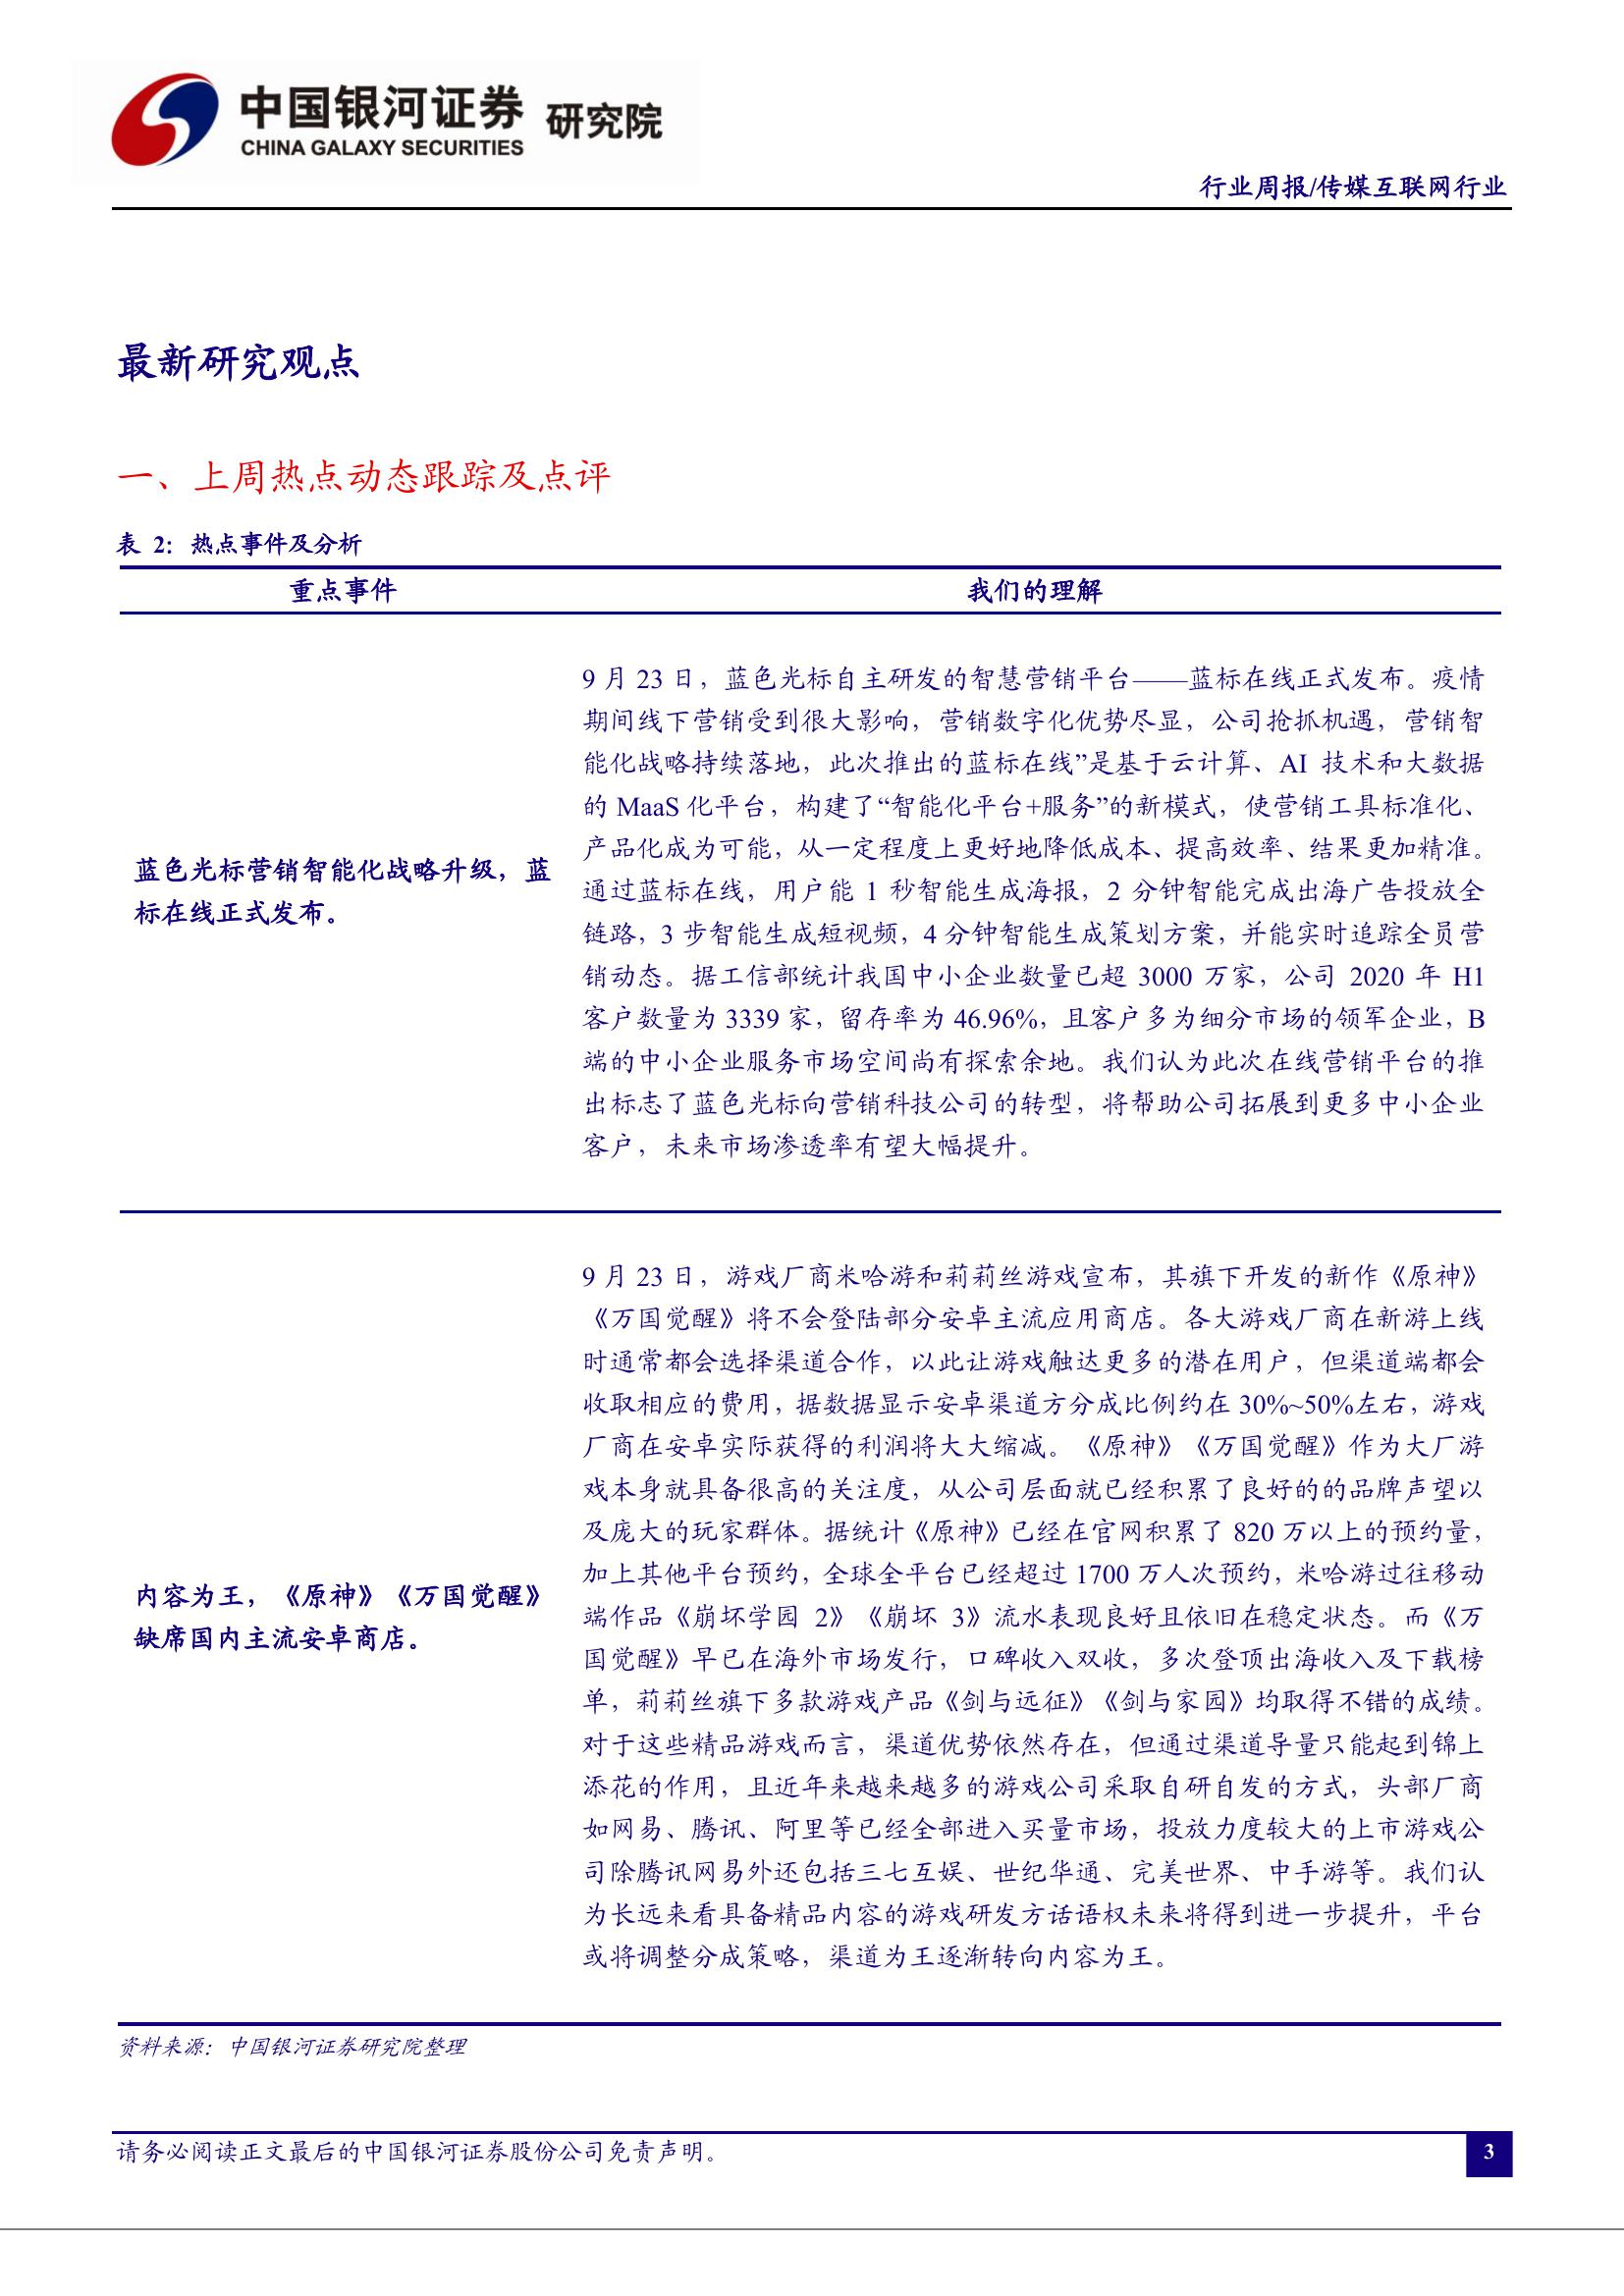 中国银河证券 研究院
CHINA GALAXY SECURITIES
行业周报/传媒互联网行业
最新研究观点
一、上周热点动态跟踪及点评
表 2：热点事件及分析
重点事件 我们的理解
蓝色光标营销智能化战略升级，蓝
标在线正式发布。
9 月 23 日，蓝色光标自主研发的智慧营销平台——蓝标在线正式发布。疫情
期间线下营销受到很大影响，营销数字化优势尽显，公司抢抓机遇，营销智
能化战略持续落地，此次推出的蓝标在线”是基于云计算、AI 技术和大数据
的 MaaS 化平台，构建了“智能化平台+服务”的新模式，使营销工具标准化、
产品化成为可能，从一定程度上更好地降低成本、提高效率、结果更加精准。
通过蓝标在线，用户能 1 秒智能生成海报，2 分钟智能完成出海广告投放全
链路，3 步智能生成短视频，4 分钟智能生成策划方案，并能实时追踪全员营
销动态。据工信部统计我国中小企业数量已超 3000 万家，公司 2020 年 H1
客户数量为 3339 家，留存率为 46.96%，且客户多为细分市场的领军企业，B
端的中小企业服务市场空间尚有探索余地。我们认为此次在线营销平台的推
出标志了蓝色光标向营销科技公司的转型，将帮助公司拓展到更多中小企业
客户，未来市场渗透率有望大幅提升。
内容为王，《原神》《万国觉醒》
缺席国内主流安卓商店。
9 月 23 日，游戏厂商米哈游和莉莉丝游戏宣布，其旗下开发的新作《原神》
《万国觉醒》将不会登陆部分安卓主流应用商店。各大游戏厂商在新游上线
时通常都会选择渠道合作，以此让游戏触达更多的潜在用户，但渠道端都会
收取相应的费用，据数据显示安卓渠道方分成比例约在 30%~50%左右，游戏
厂商在安卓实际获得的利润将大大缩减。《原神》《万国觉醒》作为大厂游
戏本身就具备很高的关注度，从公司层面就已经积累了良好的的品牌声望以
及庞大的玩家群体。据统计《原神》已经在官网积累了 820 万以上的预约量，
加上其他平台预约，全球全平台已经超过 1700 万人次预约，米哈游过往移动
端作品《崩坏学园 2》《崩坏 3》流水表现良好且依旧在稳定状态。而《万
国觉醒》早已在海外市场发行，口碑收入双收，多次登顶出海收入及下载榜
单，莉莉丝旗下多款游戏产品《剑与远征》《剑与家园》均取得不错的成绩。
对于这些精品游戏而言，渠道优势依然存在，但通过渠道导量只能起到锦上
添花的作用，且近年来越来越多的游戏公司采取自研自发的方式，头部厂商
如网易、腾讯、阿里等已经全部进入买量市场，投放力度较大的上市游戏公
司除腾讯网易外还包括三七互娱、世纪华通、完美世界、中手游等。我们认
为长远来看具备精品内容的游戏研发方话语权未来将得到进一步提升，平台
或将调整分成策略，渠道为王逐渐转向内容为王。
资料来源：中国银河证券研究院整理
请务必阅读正文最后的中国银河证券股份公司免责声明。
3